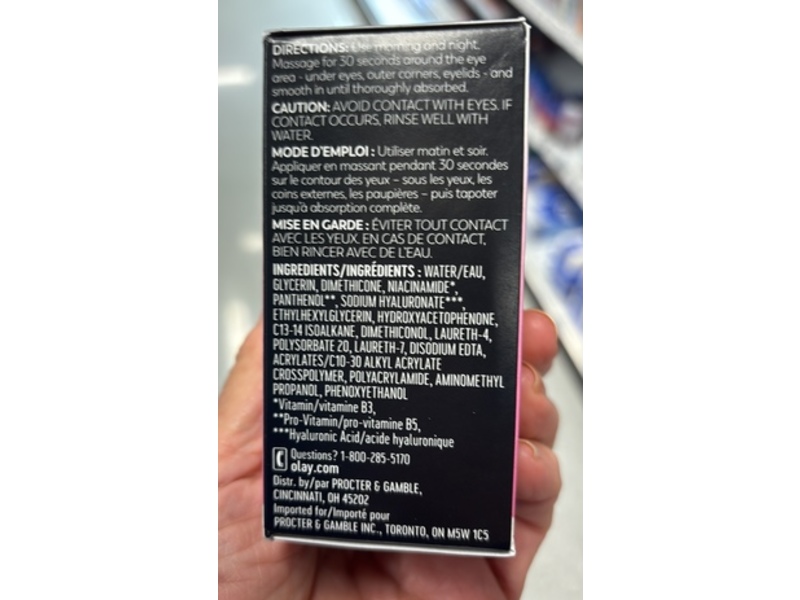 DIRECTIONS: Use morning and night.
Massage for 30 seconds around the eye
area - under eyes, outer corners, eyelids - and
smooth in until thoroughly absorbed.
CAUTION: AVOID CONTACT WITH EYES. IF
CONTACT OCCURS, RINSE WELL WITH
WATER.
MODE D'EMPLOI : Utiliser matin et soir.
Appliquer en massant pendant 30 secondes
sur le contour des yeux – sous les yeux, les
coins externes, les paupières – puis tapoter
jusqu'à absorption complète.
MISE EN GARDE : ÉVITER TOUT CONTACT
AVEC LES YEUX. EN CAS DE CONTACT,
BIEN RINCER AVEC DE L'EAU.
INGREDIENTS/INGRÉDIENTS : WATER/EAU,
GLYCERIN, DIMETHICONE, NIACINAMIDE*,
PANTHENOL**, SODIUM HYALURONATE***,
ETHYLHEXYLGLYCERIN, HYDROXYACETOPHENONE,
C13-14 ISOALKANE, DIMETHICONOL, LAURETH-4,
POLYSORBATE 20, LAURETH-7, DISODIUM EDTA,
ACRYLATES/C10-30 ALKYL ACRYLATE
CROSSPOLYMER, POLYACRYLAMIDE, AMINOMETHYL
PROPANOL, PHENOXYETHANOL
*Vitamin/vitamine B3,
**Pro-Vitamin/pro-vitamine B5,
***Hyaluronic Acid/acide hyaluronique
Questions? 1-800-285-5170
olay.com
Distr. by/par PROCTER & GAMBLE,
CINCINNATI, OH 45202
Imported for/Importé pour
PROCTER & GAMBLE INC., TORONTO, ON M5W 1C5